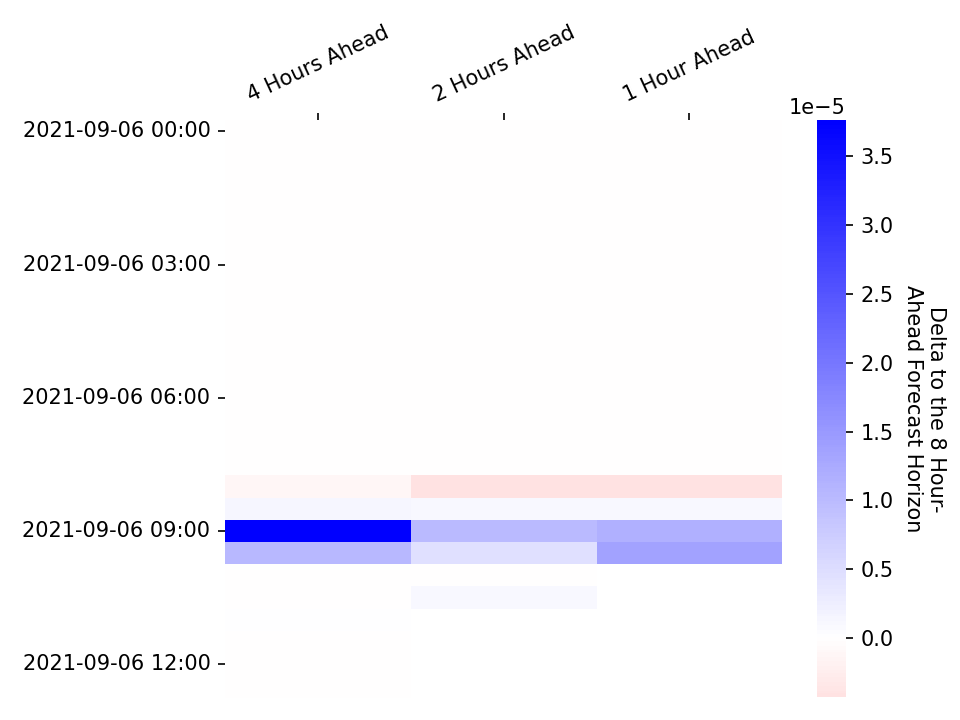 4 Hours Ahead
2 Hours Ahead
1 Hour Ahead
1e−5
2021-09-06 00:00
2021-09-06 03:00
2021-09-06 06:00
2021-09-06 09:00
2021-09-06 12:00
3.5
3.0
2.5
2.0
1.5
1.0
0.5
0.0
Delta to the 8 Hour-
Ahead Forecast Horizon